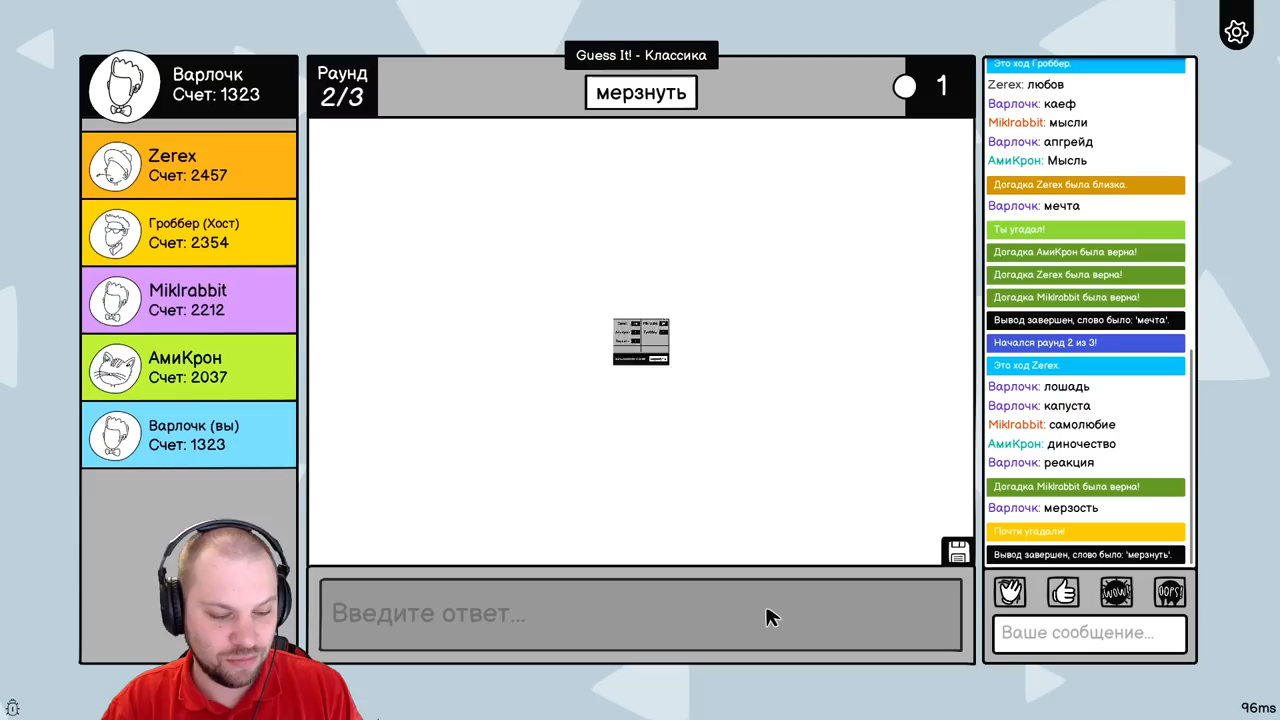 Guess It! - Классика
Варлочк
Счет: 1323
Раунд
2/3
мерзнуть
1
Zerex
Счет: 2457
Гроббер (Хост)
Счет: 2354
Miklrabbit
Счет: 2212
АмиКрон
Счет: 2037
Варлочк (вы)
Счет: 1323
Введите ответ...
Это ход Гроббер.
Zerex: любов
Варлочк: каеф
Miklrabbit: мысли
Варлочк: апгрейд
АмиКрон: Мысль
Догадка Zerex была близка.
Варлочк: мечта
Ты угадал!
Догадка АмиКрон была верна!
Догадка Zerex была верна!
Догадка Miklrabbit была верна!
Вывод завершен, слово было: 'мечта'.
Начался раунд 2 из 3!
Это ход Zerex.
Варлочк: лошадь
Варлочк: капуста
Miklrabbit: самолюбие
АмиКрон: диночество
Варлочк: реакция
Догадка Miklrabbit была верна!
Варлочк: мерзость
Почти угадали!
Вывод завершен, слово было: 'мерзнуть'.
WOW!
OOPS!
Ваше сообщение...
96ms